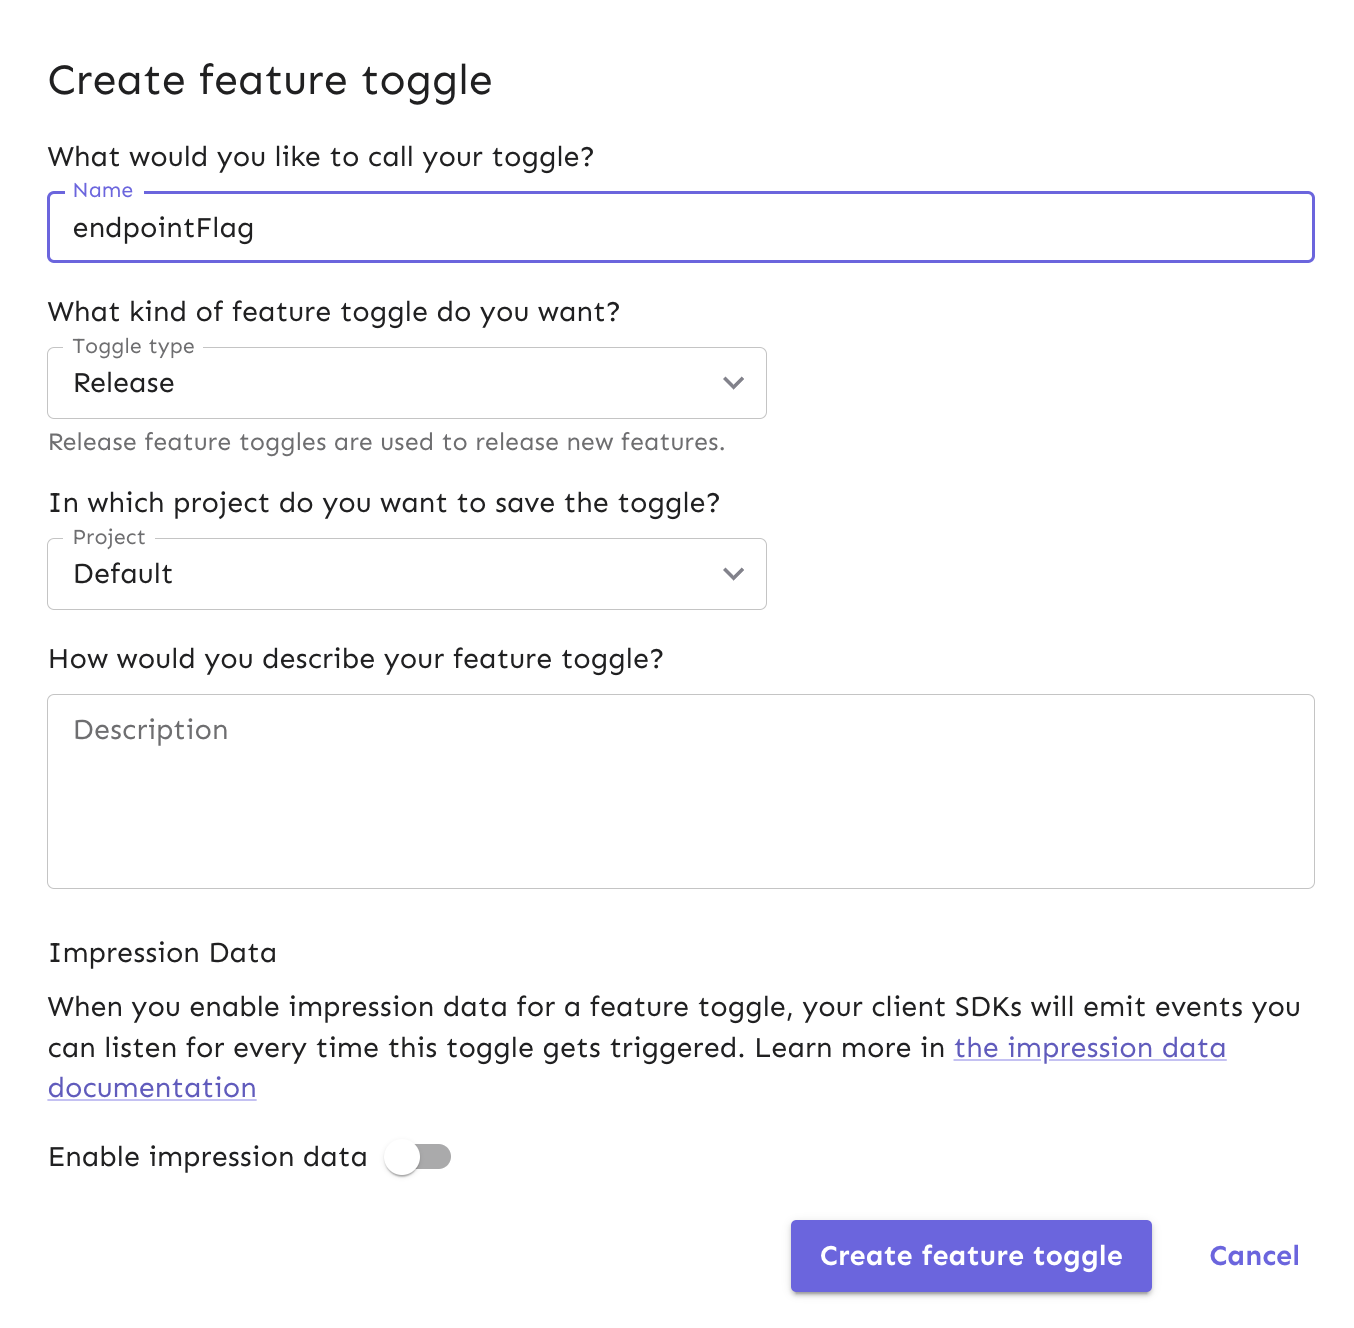 Create feature toggle
What would you like to call your toggle?
Name
endpointFlag
What kind of feature toggle do you want?
Toggle type
Release
Release feature toggles are used to release new features.
In which project do you want to save the toggle?
Project
Default
How would you describe your feature toggle?
Description
Impression Data
When you enable impression data for a feature toggle, your client SDKs will emit events you
can listen for every time this toggle gets triggered. Learn more in the impression data
documentation
Enable impression data
Create feature toggle
Cancel